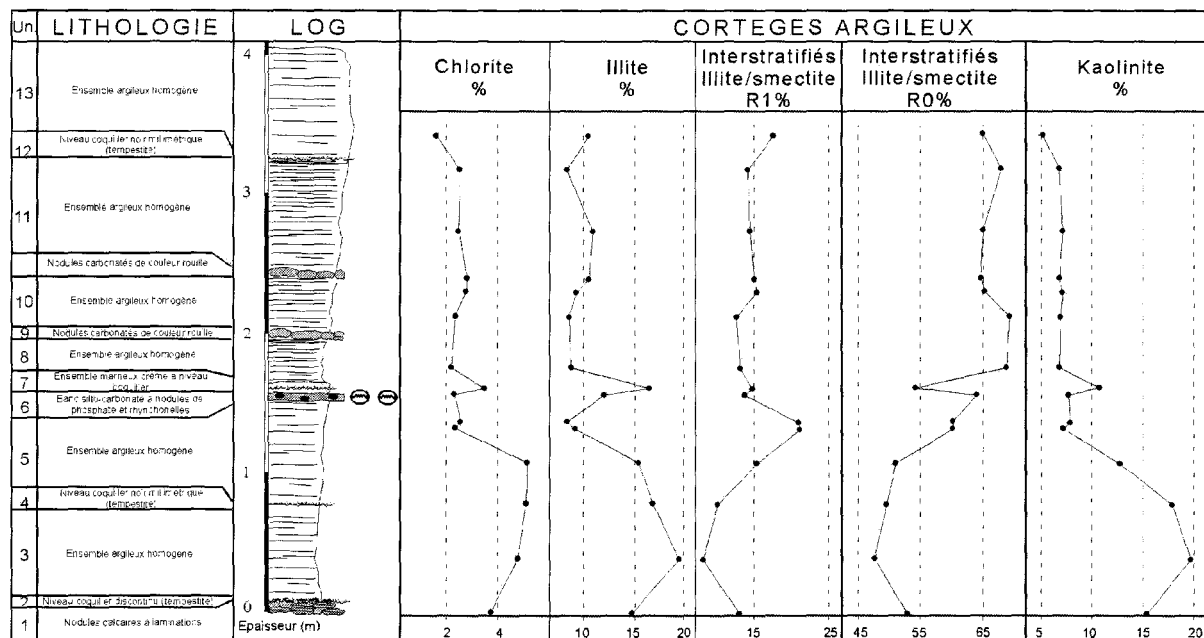 Un. LITHOLOGIE LOG CORTEGES ARGILEUX
Chlorite
%
Illite
%
Interstratifiés
Illite/smectite
R1%
Interstratifiés
Illite/smectite
R0%
Kaolinite
%
13 Ensemble argileux homogène
12 Niveau coquiller noir millimétrique
(tempestite)
11 Ensemble argileux homogène
Nodules carbonatés de couleur rouille
10 Ensemble argileux homogène
9 Nodules carbonatés de couleur rouille
8 Ensemble argileux homogène
7 Ensemble marneux crème à niveau
coquiller
6 Banc silto-carbonaté à nodules de
phosphate et rhynchonelles
5 Ensemble argileux homogène
4 Niveau coquiller noir millimétrique
(tempestite)
3 Ensemble argileux homogène
2 Niveau coquiller discontinu (tempestite)
1 Nodules calcaires à laminations
4
3
2
1
0
Epaisseur (m)
2 4
10 15 20
15 25
45 55 65
5 10 15 20